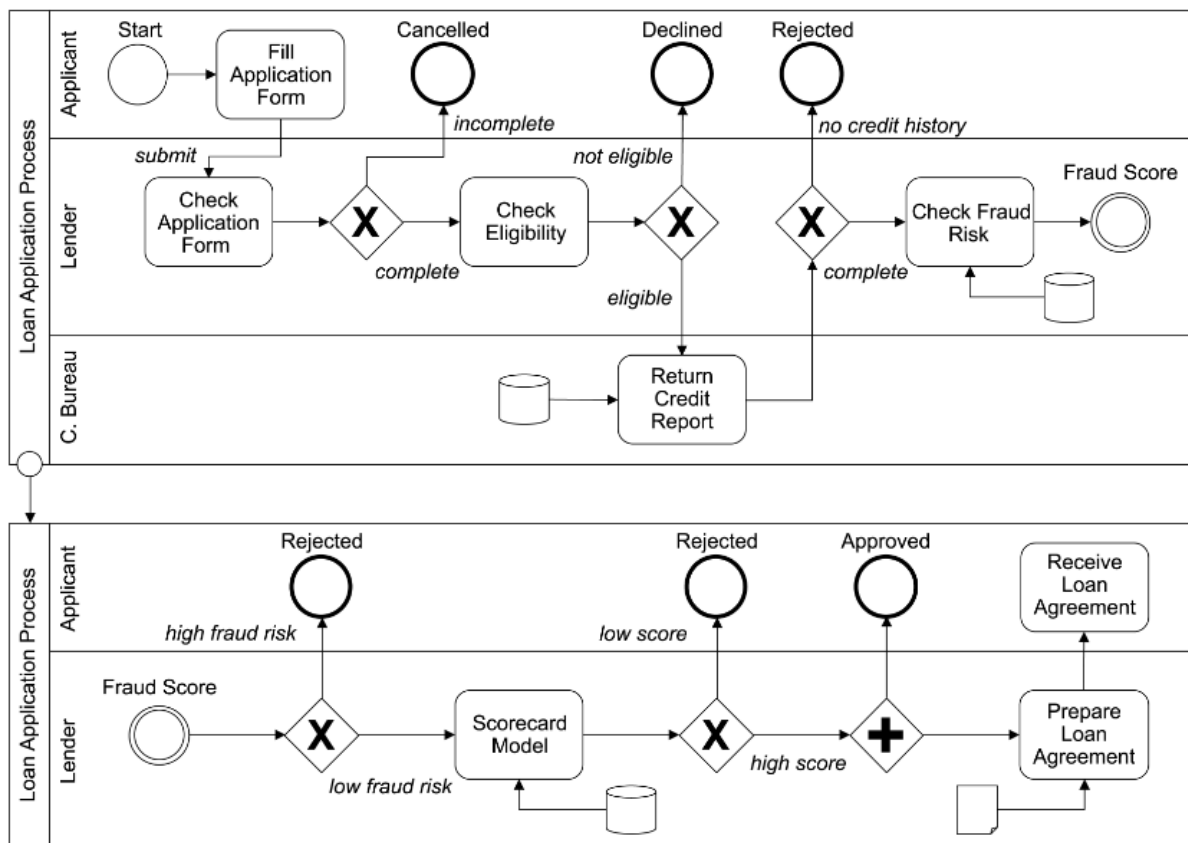 Loan Application Process
Applicant
Start
Fill
Application
Form
Cancelled
Declined
Rejected
incomplete
not eligible
no credit history
Lender
submit
Check
Application
Form
X
complete
Check
Eligibility
X
eligible
X
complete
Check Fraud
Risk
Fraud Score
C. Bureau
Return
Credit
Report
Loan Application Process
Applicant
Rejected
high fraud risk
Rejected
low score
Approved
Receive
Loan
Agreement
Lender
Fraud Score
X
low fraud risk
Scorecard
Model
X
high score
Prepare
Loan
Agreement